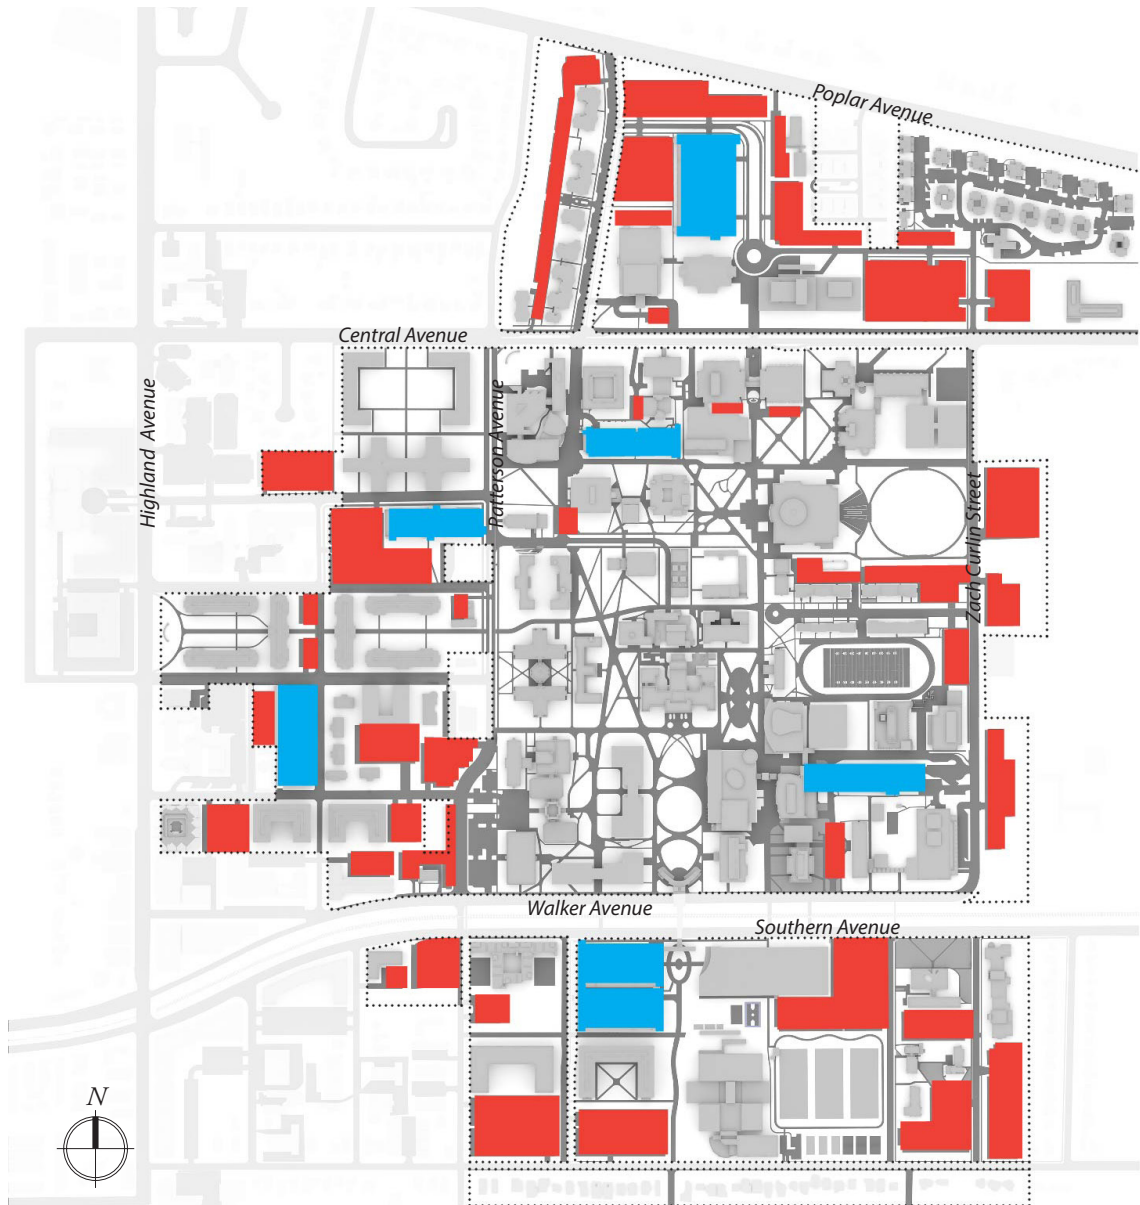 Poplar Avenue
Central Avenue
Highland Avenue
Patterson Avenue
Zach Curlin Street
Walker Avenue
Southern Avenue
N